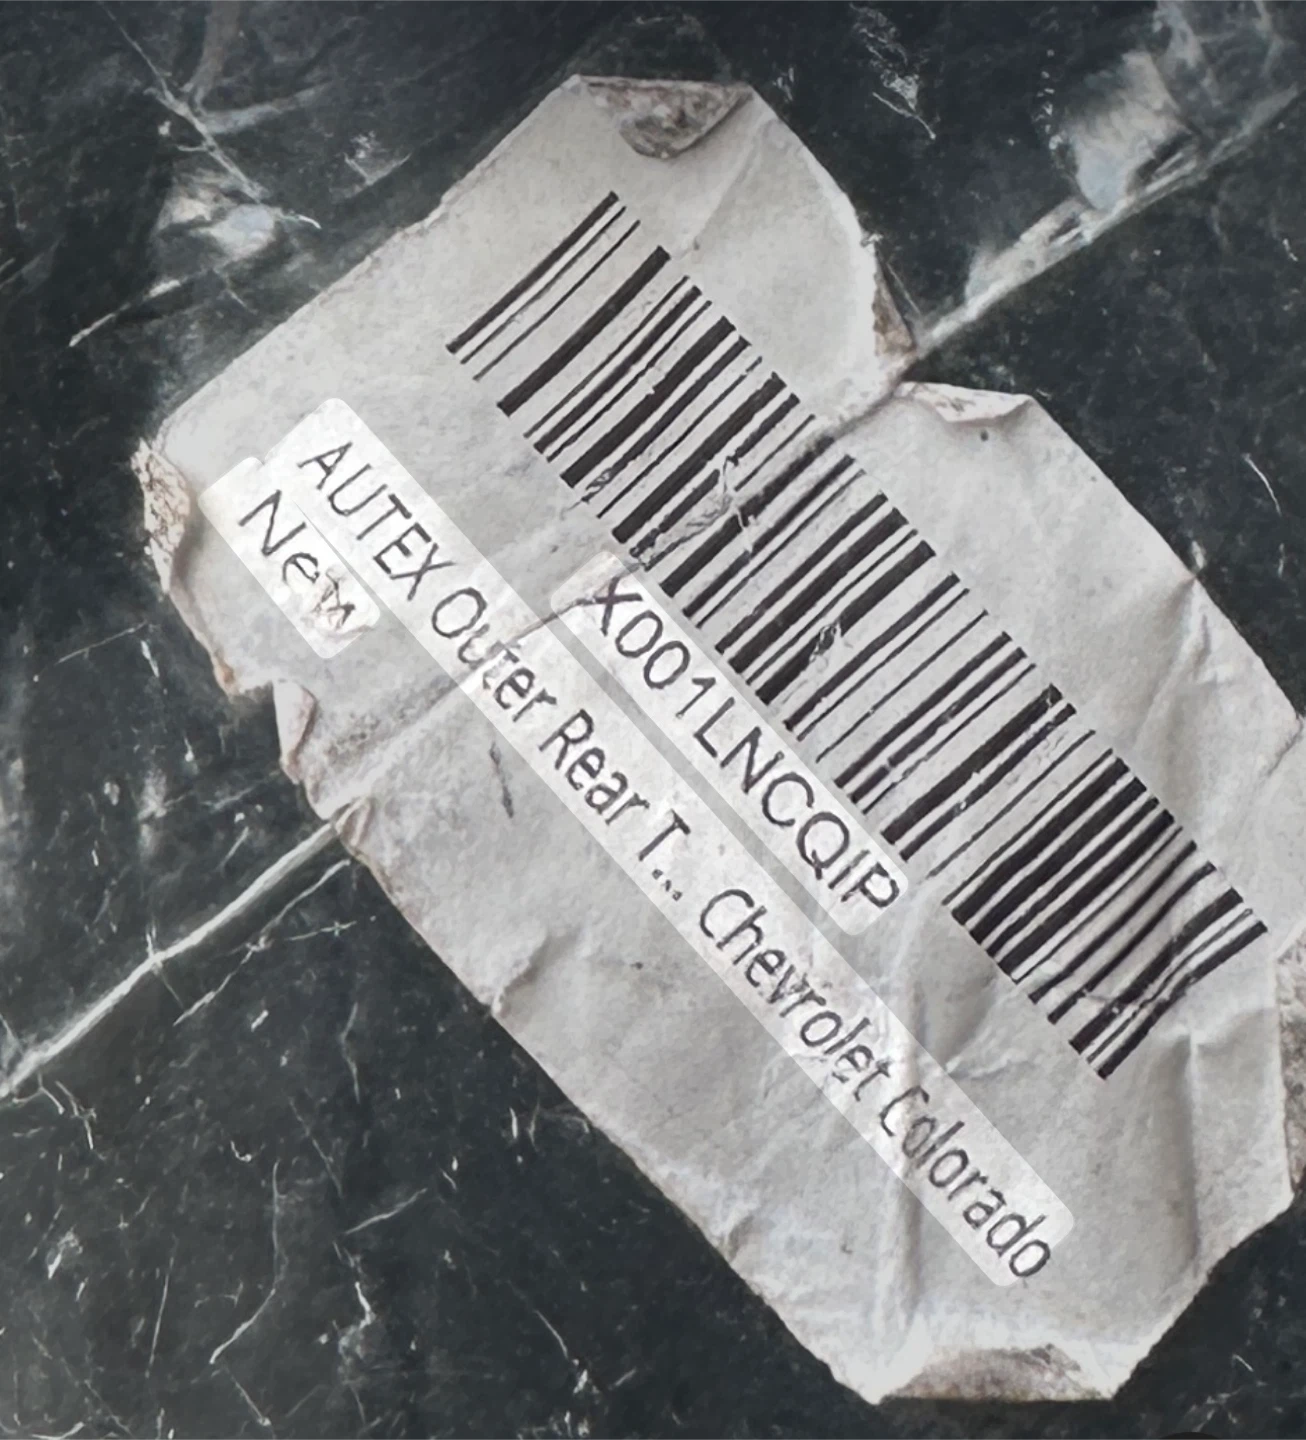 X001LNCQIP
AUTEX Outer Rear T... Chevrolet Colorado
New